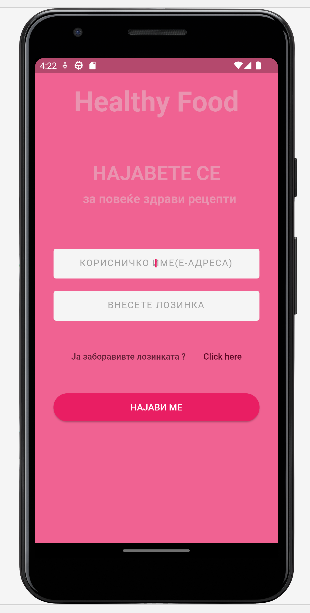 4:22
Healthy Food
НАЈАВЕТЕ СЕ
за повеќе здрави рецепти
КОРИСНИЧКО ИМЕ(Е-АДРЕСА)
ВНЕСЕТЕ ЛОЗИНКА
Ја заборавивте лозинката ? Click here
НАЈАВИ МЕ